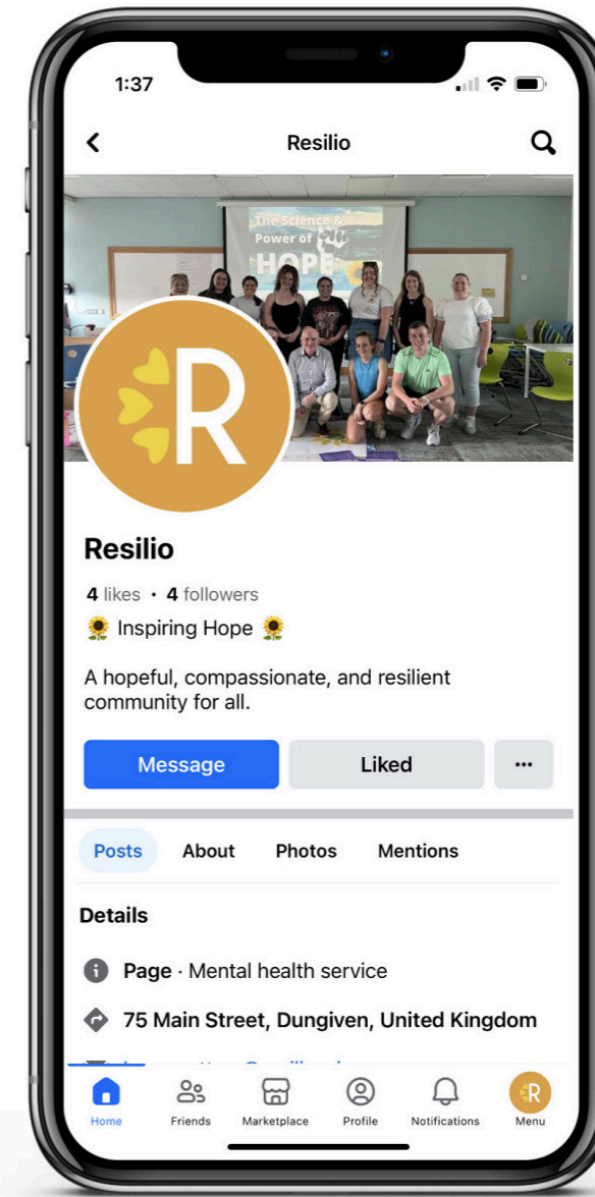 1:37
Resilio
The Science &
Power of
HOPE
R
Resilio
4 likes · 4 followers
🌻 Inspiring Hope 🌻
A hopeful, compassionate, and resilient
community for all.
Message
Liked
Posts
About
Photos
Mentions
Details
Page · Mental health service
75 Main Street, Dungiven, United Kingdom
Home
Friends
Marketplace
Profile
Notifications
R
Menu